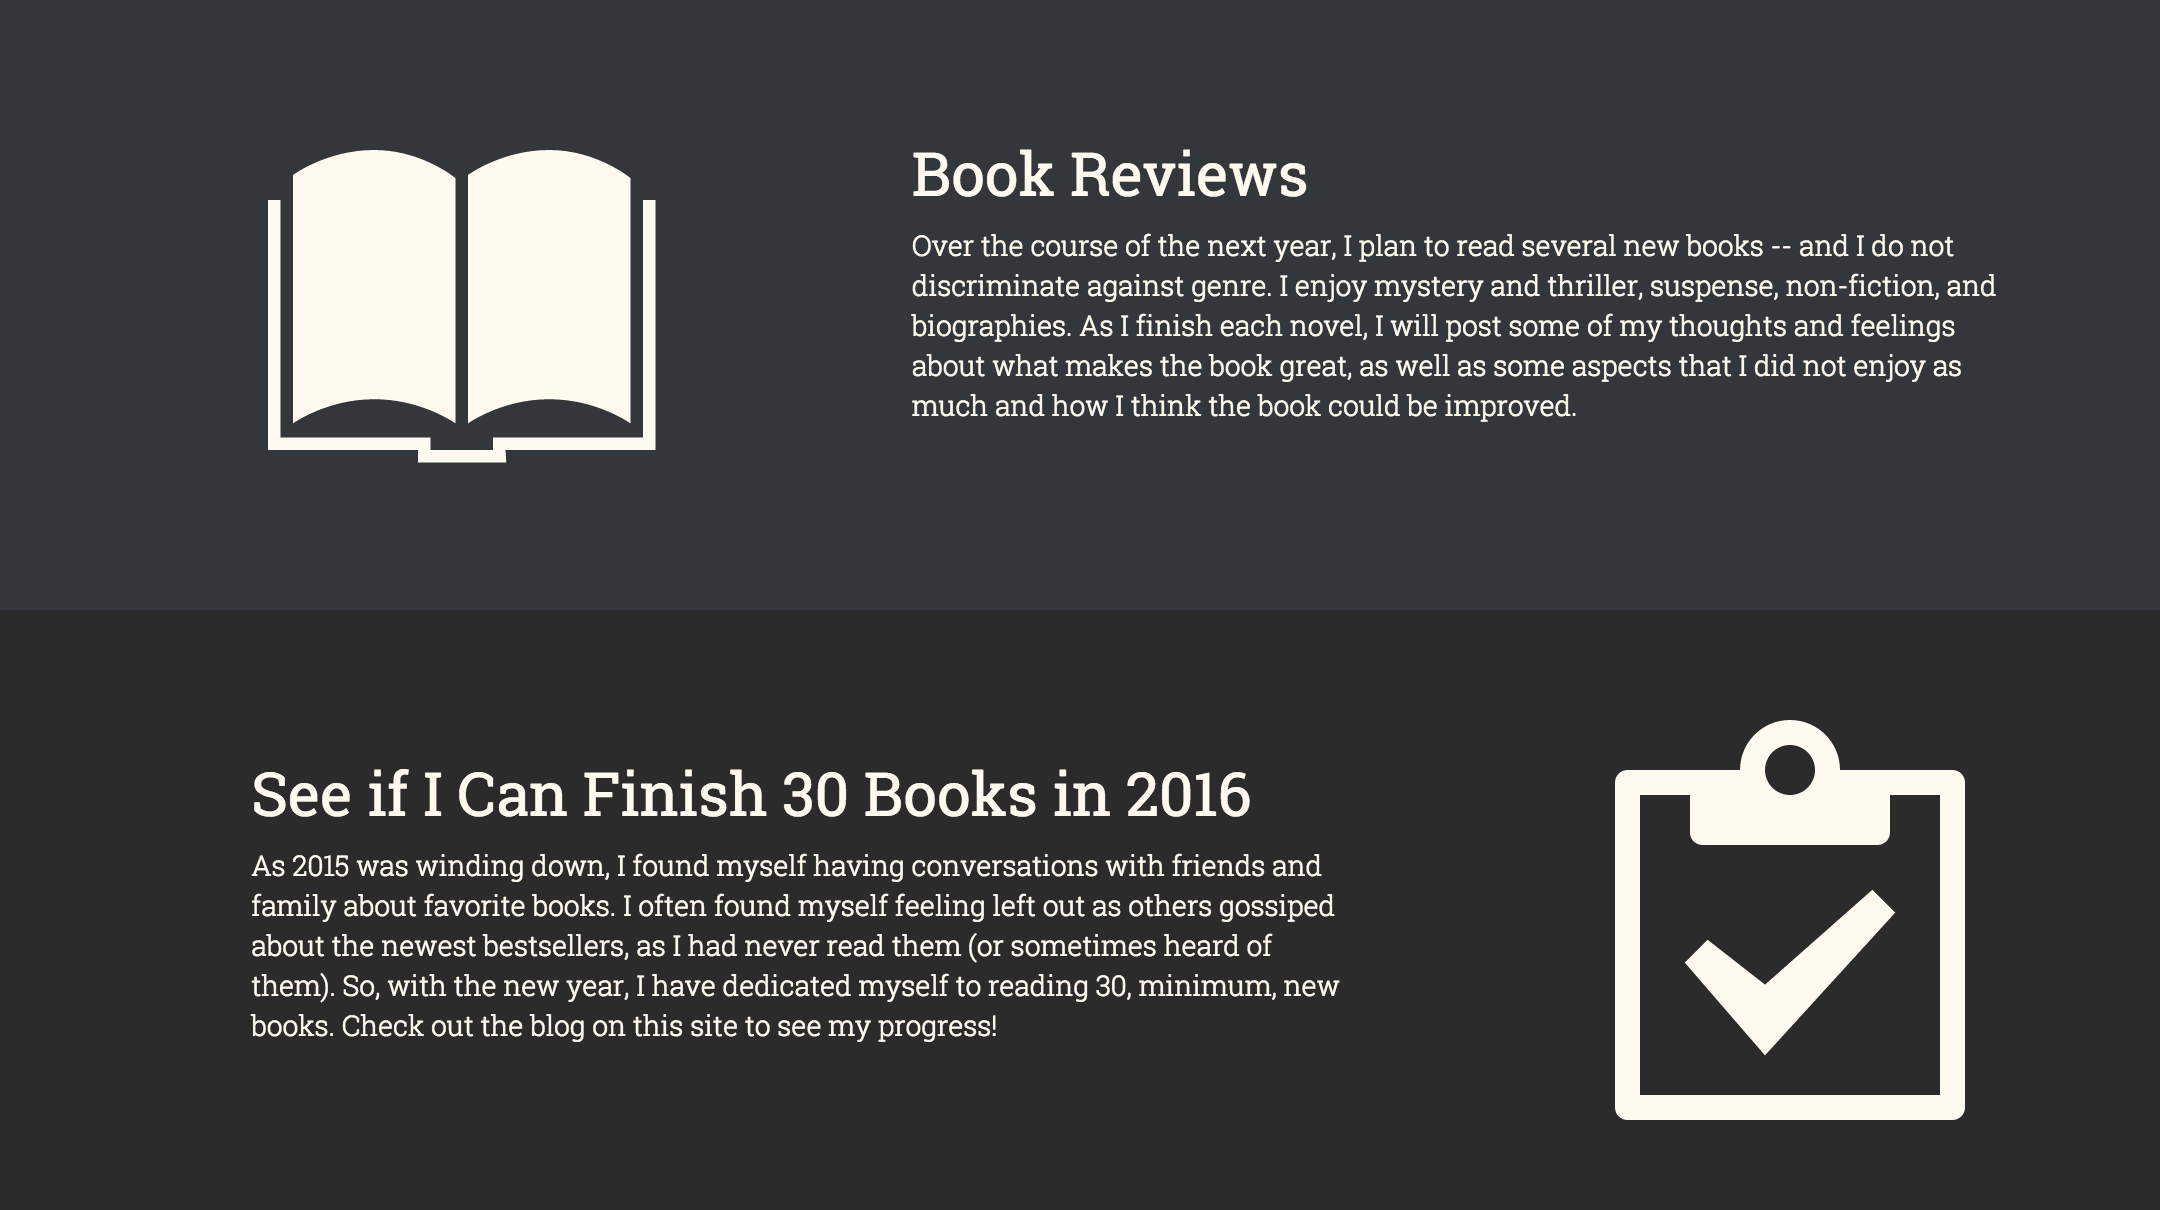 Book Reviews
Over the course of the next year, I plan to read several new books -- and I do not
discriminate against genre. I enjoy mystery and thriller, suspense, non-fiction, and
biographies. As I finish each novel, I will post some of my thoughts and feelings
about what makes the book great, as well as some aspects that I did not enjoy as
much and how I think the book could be improved.
See if I Can Finish 30 Books in 2016
As 2015 was winding down, I found myself having conversations with friends and
family about favorite books. I often found myself feeling left out as others gossiped
about the newest bestsellers, as I had never read them (or sometimes heard of
them). So, with the new year, I have dedicated myself to reading 30, minimum, new
books. Check out the blog on this site to see my progress!